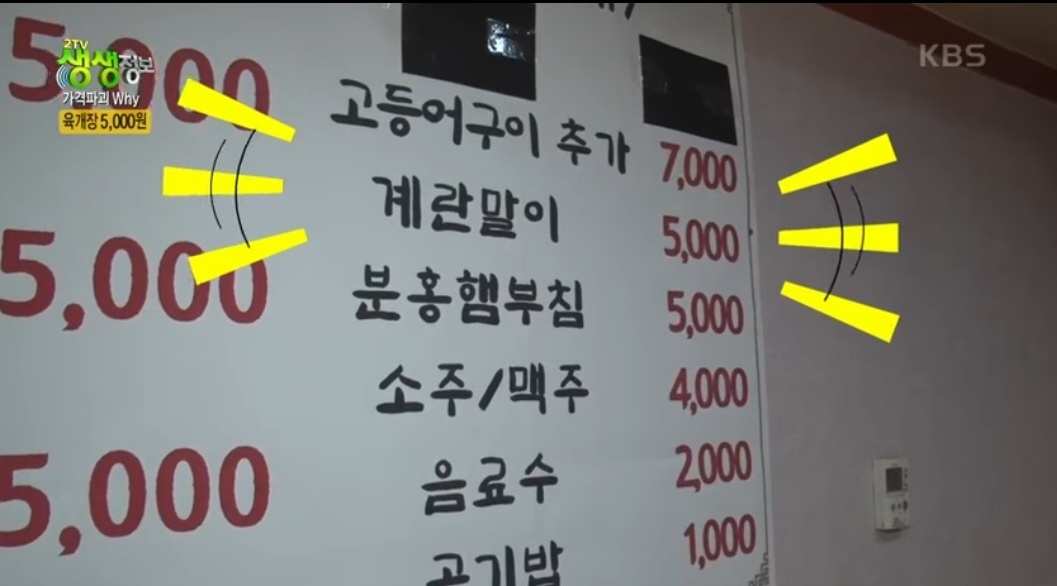 2TV
생생정보
가격파괴 Why
육개장 5,000원
KBS
5,000
고등어구이 추가 7,000
계란말이 5,000
5,000
분홍햄부침 5,000
소주/맥주 4,000
5,000
음료수 2,000
공기밥 1,000